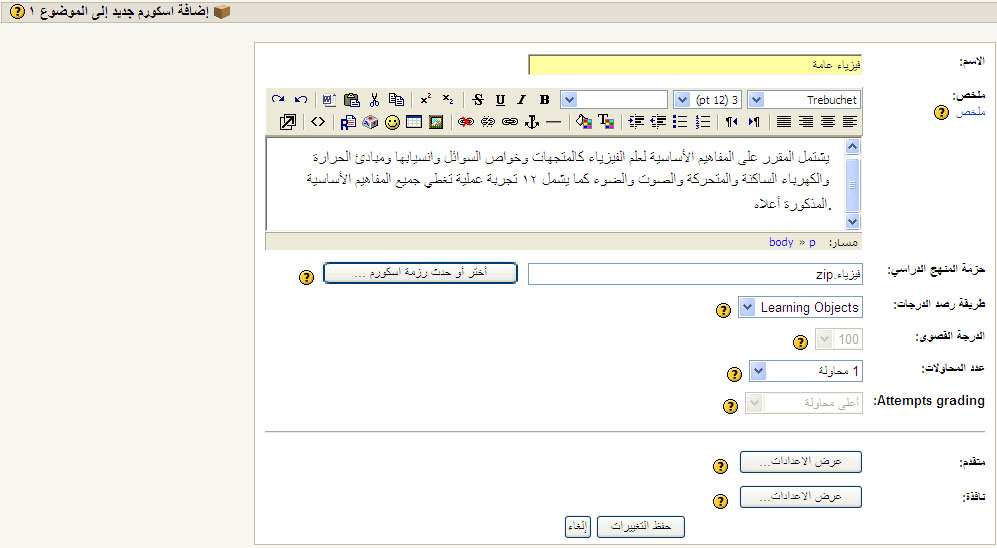 إضافة اسكورم جديد إلى الموضوع ١
الاسم:
فيزياء عامة
ملخص:
ملخص
Trebuchet
3 (12 pt)
B I U S x₂ x²
يشتمل المقرر على المفاهيم الأساسية لعلم الفيزياء كالمتجهات وخواص السوائل وانسيابها ومبادئ الحرارة
والكهرباء الساكنة والمتحركة والصوت والضوء كما يشمل ١٢ تجربة عملية تغطي جميع المفاهيم الأساسية
المذكورة أعلاه.
مسار: body » p
حزمة المنهج الدراسي:
فيزياء.zip
أختر أو حدث رزمة اسكورم ...
طريقة رصد الدرجات:
Learning Objects
الدرجة القصوى:
100
عدد المحاولات:
1 محاولة
Attempts grading:
أعلى محاولة
متقدم:
عرض الاعدادات...
نافذة:
عرض الاعدادات...
حفظ التغييرات
إلغاء